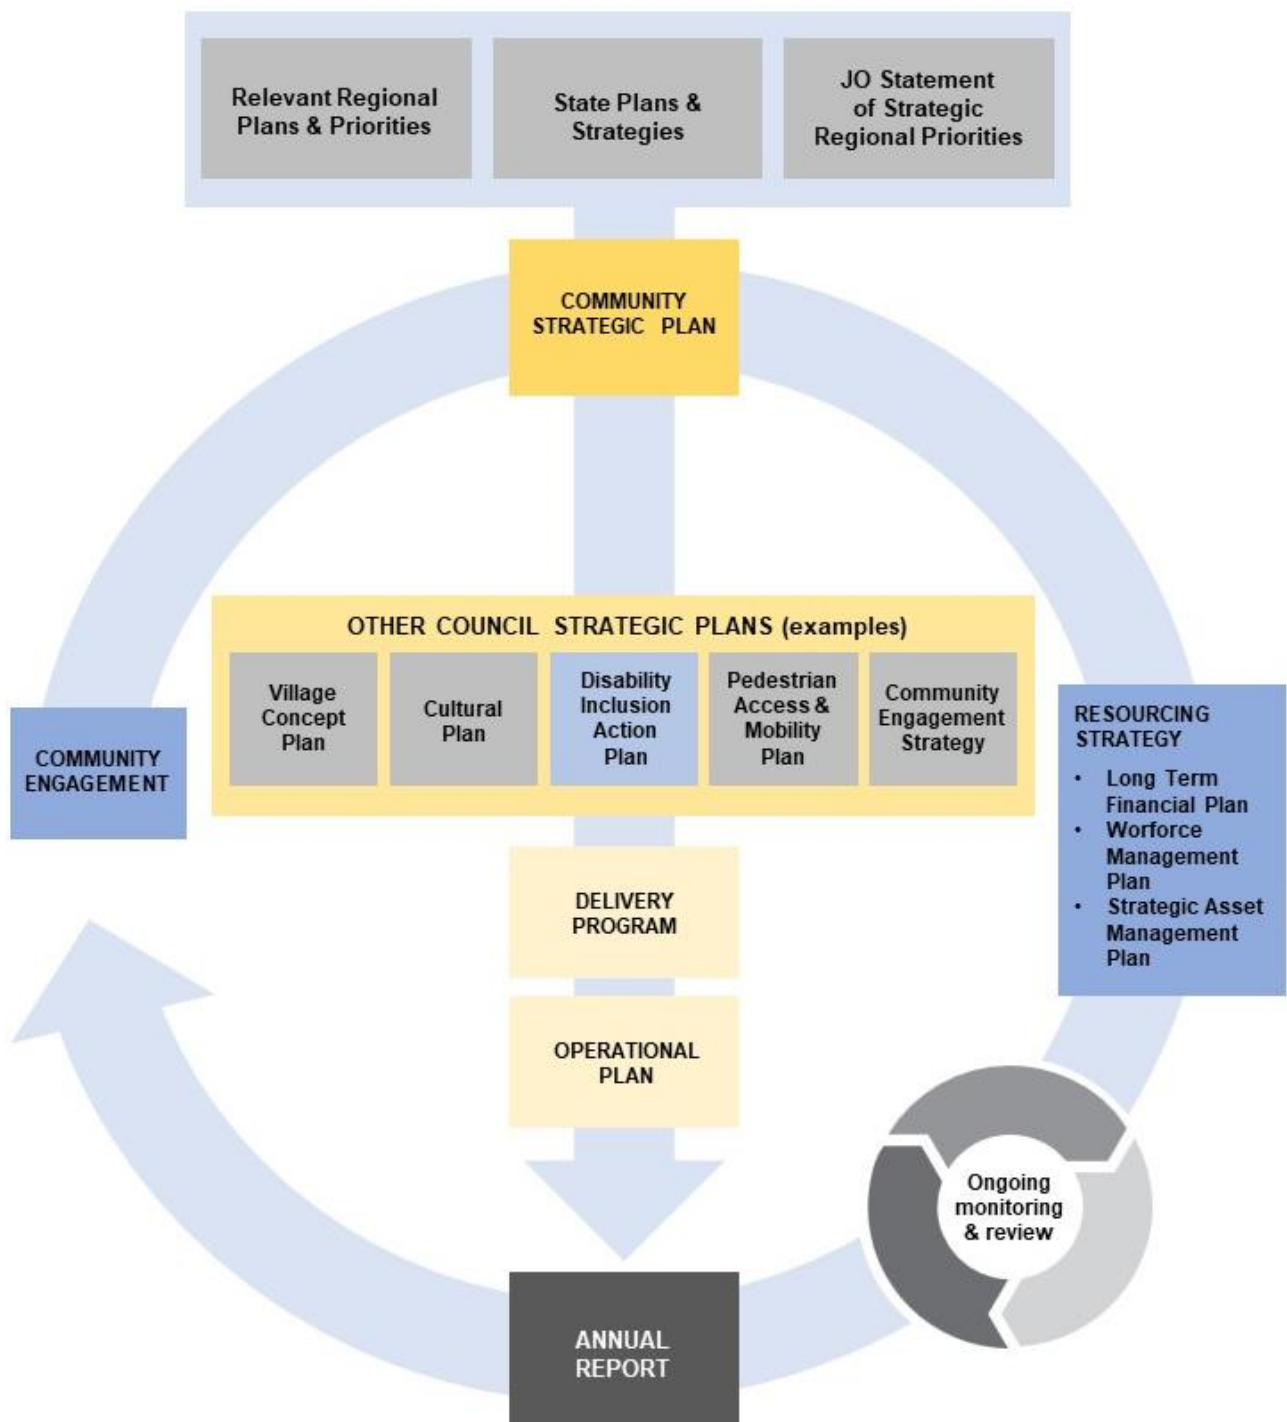 Relevant Regional
Plans & Priorities
State Plans &
Strategies
JO Statement
of Strategic
Regional Priorities
COMMUNITY
STRATEGIC PLAN
OTHER COUNCIL STRATEGIC PLANS (examples)
Village
Concept
Plan
Cultural
Plan
Disability
Inclusion
Action
Plan
Pedestrian
Access &
Mobility
Plan
Community
Engagement
Strategy
COMMUNITY
ENGAGEMENT
RESOURCING
STRATEGY
• Long Term
Financial Plan
• Worforce
Management
Plan
• Strategic Asset
Management
Plan
DELIVERY
PROGRAM
OPERATIONAL
PLAN
Ongoing
monitoring
& review
ANNUAL
REPORT